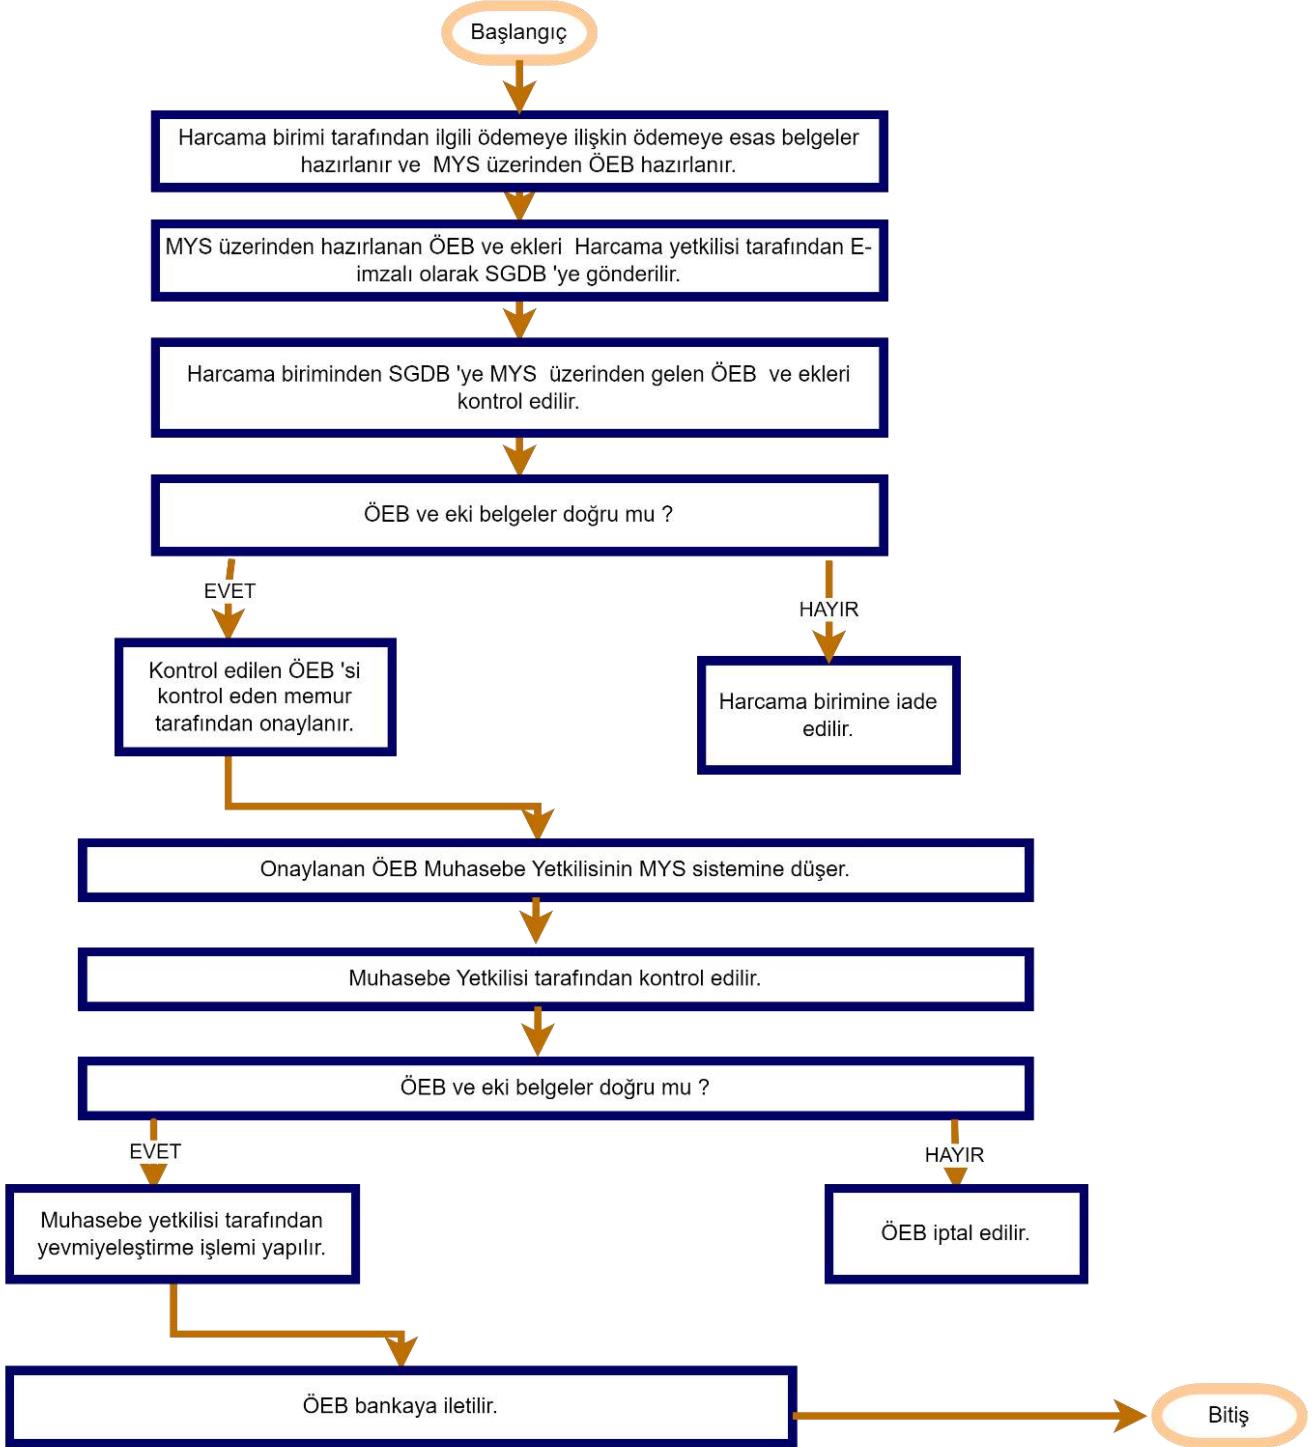 Başlangıç
Harcama birimi tarafından ilgili ödemeye ilişkin ödemeye esas belgeler
hazırlanır ve  MYS üzerinden ÖEB hazırlanır.
MYS üzerinden hazırlanan ÖEB ve ekleri  Harcama yetkilisi tarafından E-
imzalı olarak SGDB 'ye gönderilir.
Harcama biriminden SGDB 'ye MYS  üzerinden gelen ÖEB  ve ekleri
kontrol edilir.
ÖEB ve eki belgeler doğru mu ?
EVET
HAYIR
Kontrol edilen ÖEB 'si
kontrol eden memur
tarafından onaylanır.
Harcama birimine iade
edilir.
Onaylanan ÖEB Muhasebe Yetkilisinin MYS sistemine düşer.
Muhasebe Yetkilisi tarafından kontrol edilir.
ÖEB ve eki belgeler doğru mu ?
EVET
HAYIR
Muhasebe yetkilisi tarafından
yevmiyeleştirme işlemi yapılır.
ÖEB iptal edilir.
ÖEB bankaya iletilir.
Bitiş